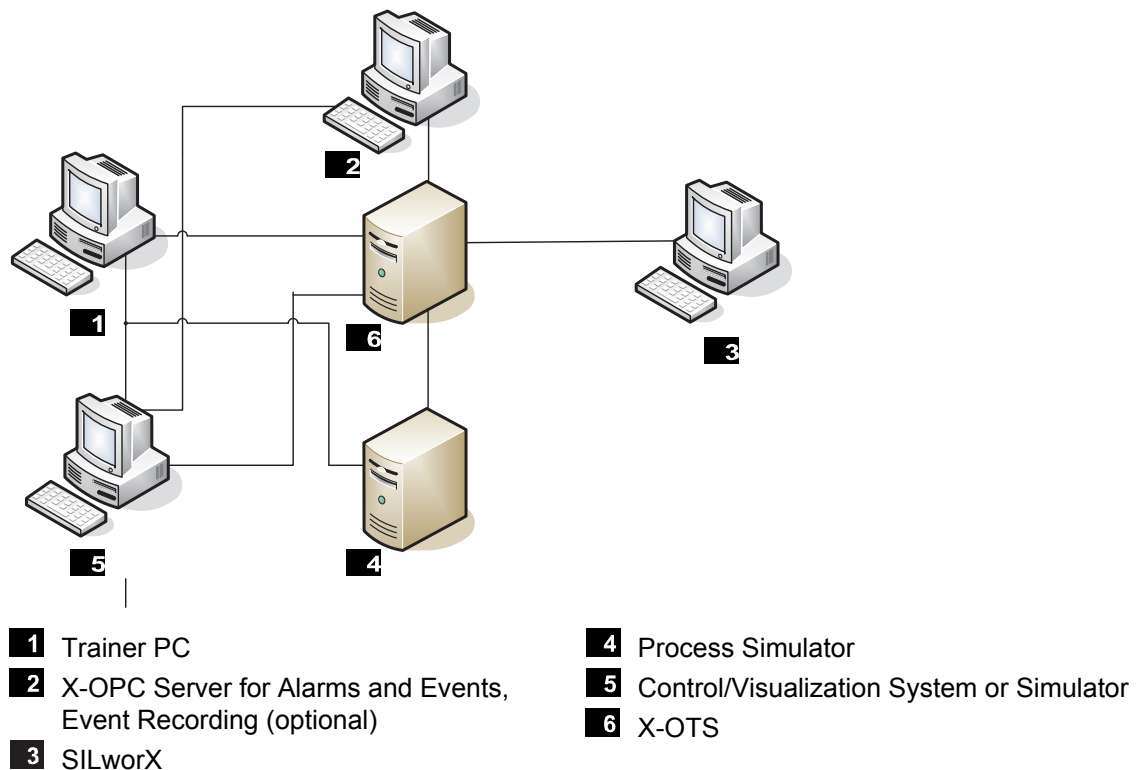 2
1
6
3
5
4
1 Trainer PC
2 X-OPC Server for Alarms and Events,
Event Recording (optional)
3 SILworX
4 Process Simulator
5 Control/Visualization System or Simulator
6 X-OTS